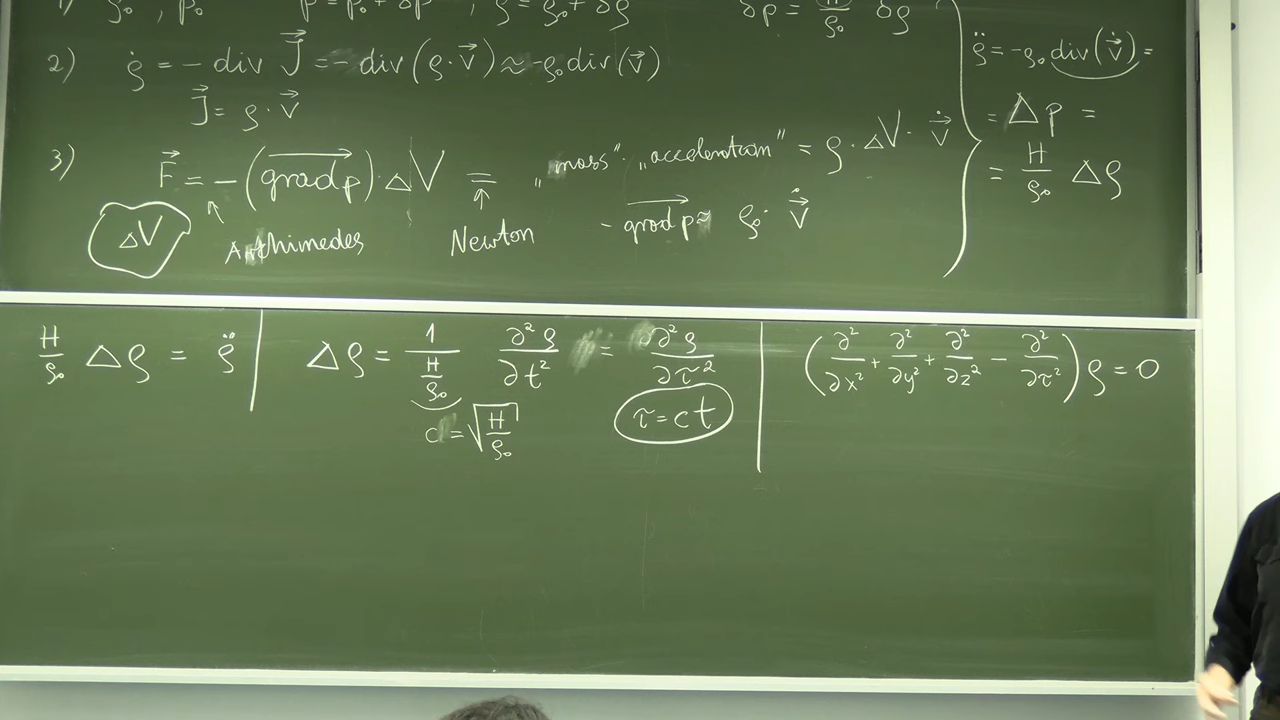 1) ρ₀, p₀ p = p₀ + δp , ρ = ρ₀ + δρ δp = H/ρ₀ δρ
2) ρ̇ = - div J⃗ = - div(ρ·v⃗) ≈ -ρ₀ div(v⃗)
J⃗ = ρ·v⃗
3) F⃗ = -(grad p)·ΔV = „mass"· „acceleration" = ρ·ΔV·v⃗̇
ΔV ↑ Archimedes ↑ Newton - grad p ≈ ρ₀· v⃗̇
ρ̈ = -ρ₀ div(v⃗̇) =
= Δp =
= H/ρ₀ Δρ
H/ρ₀ Δρ = ρ̈
Δρ = 1/(H/ρ₀) ∂²ρ/∂t² = ∂²ρ/∂τ²
c = √(H/ρ₀)
τ = ct
(∂²/∂x² + ∂²/∂y² + ∂²/∂z² - ∂²/∂τ²) ρ = 0